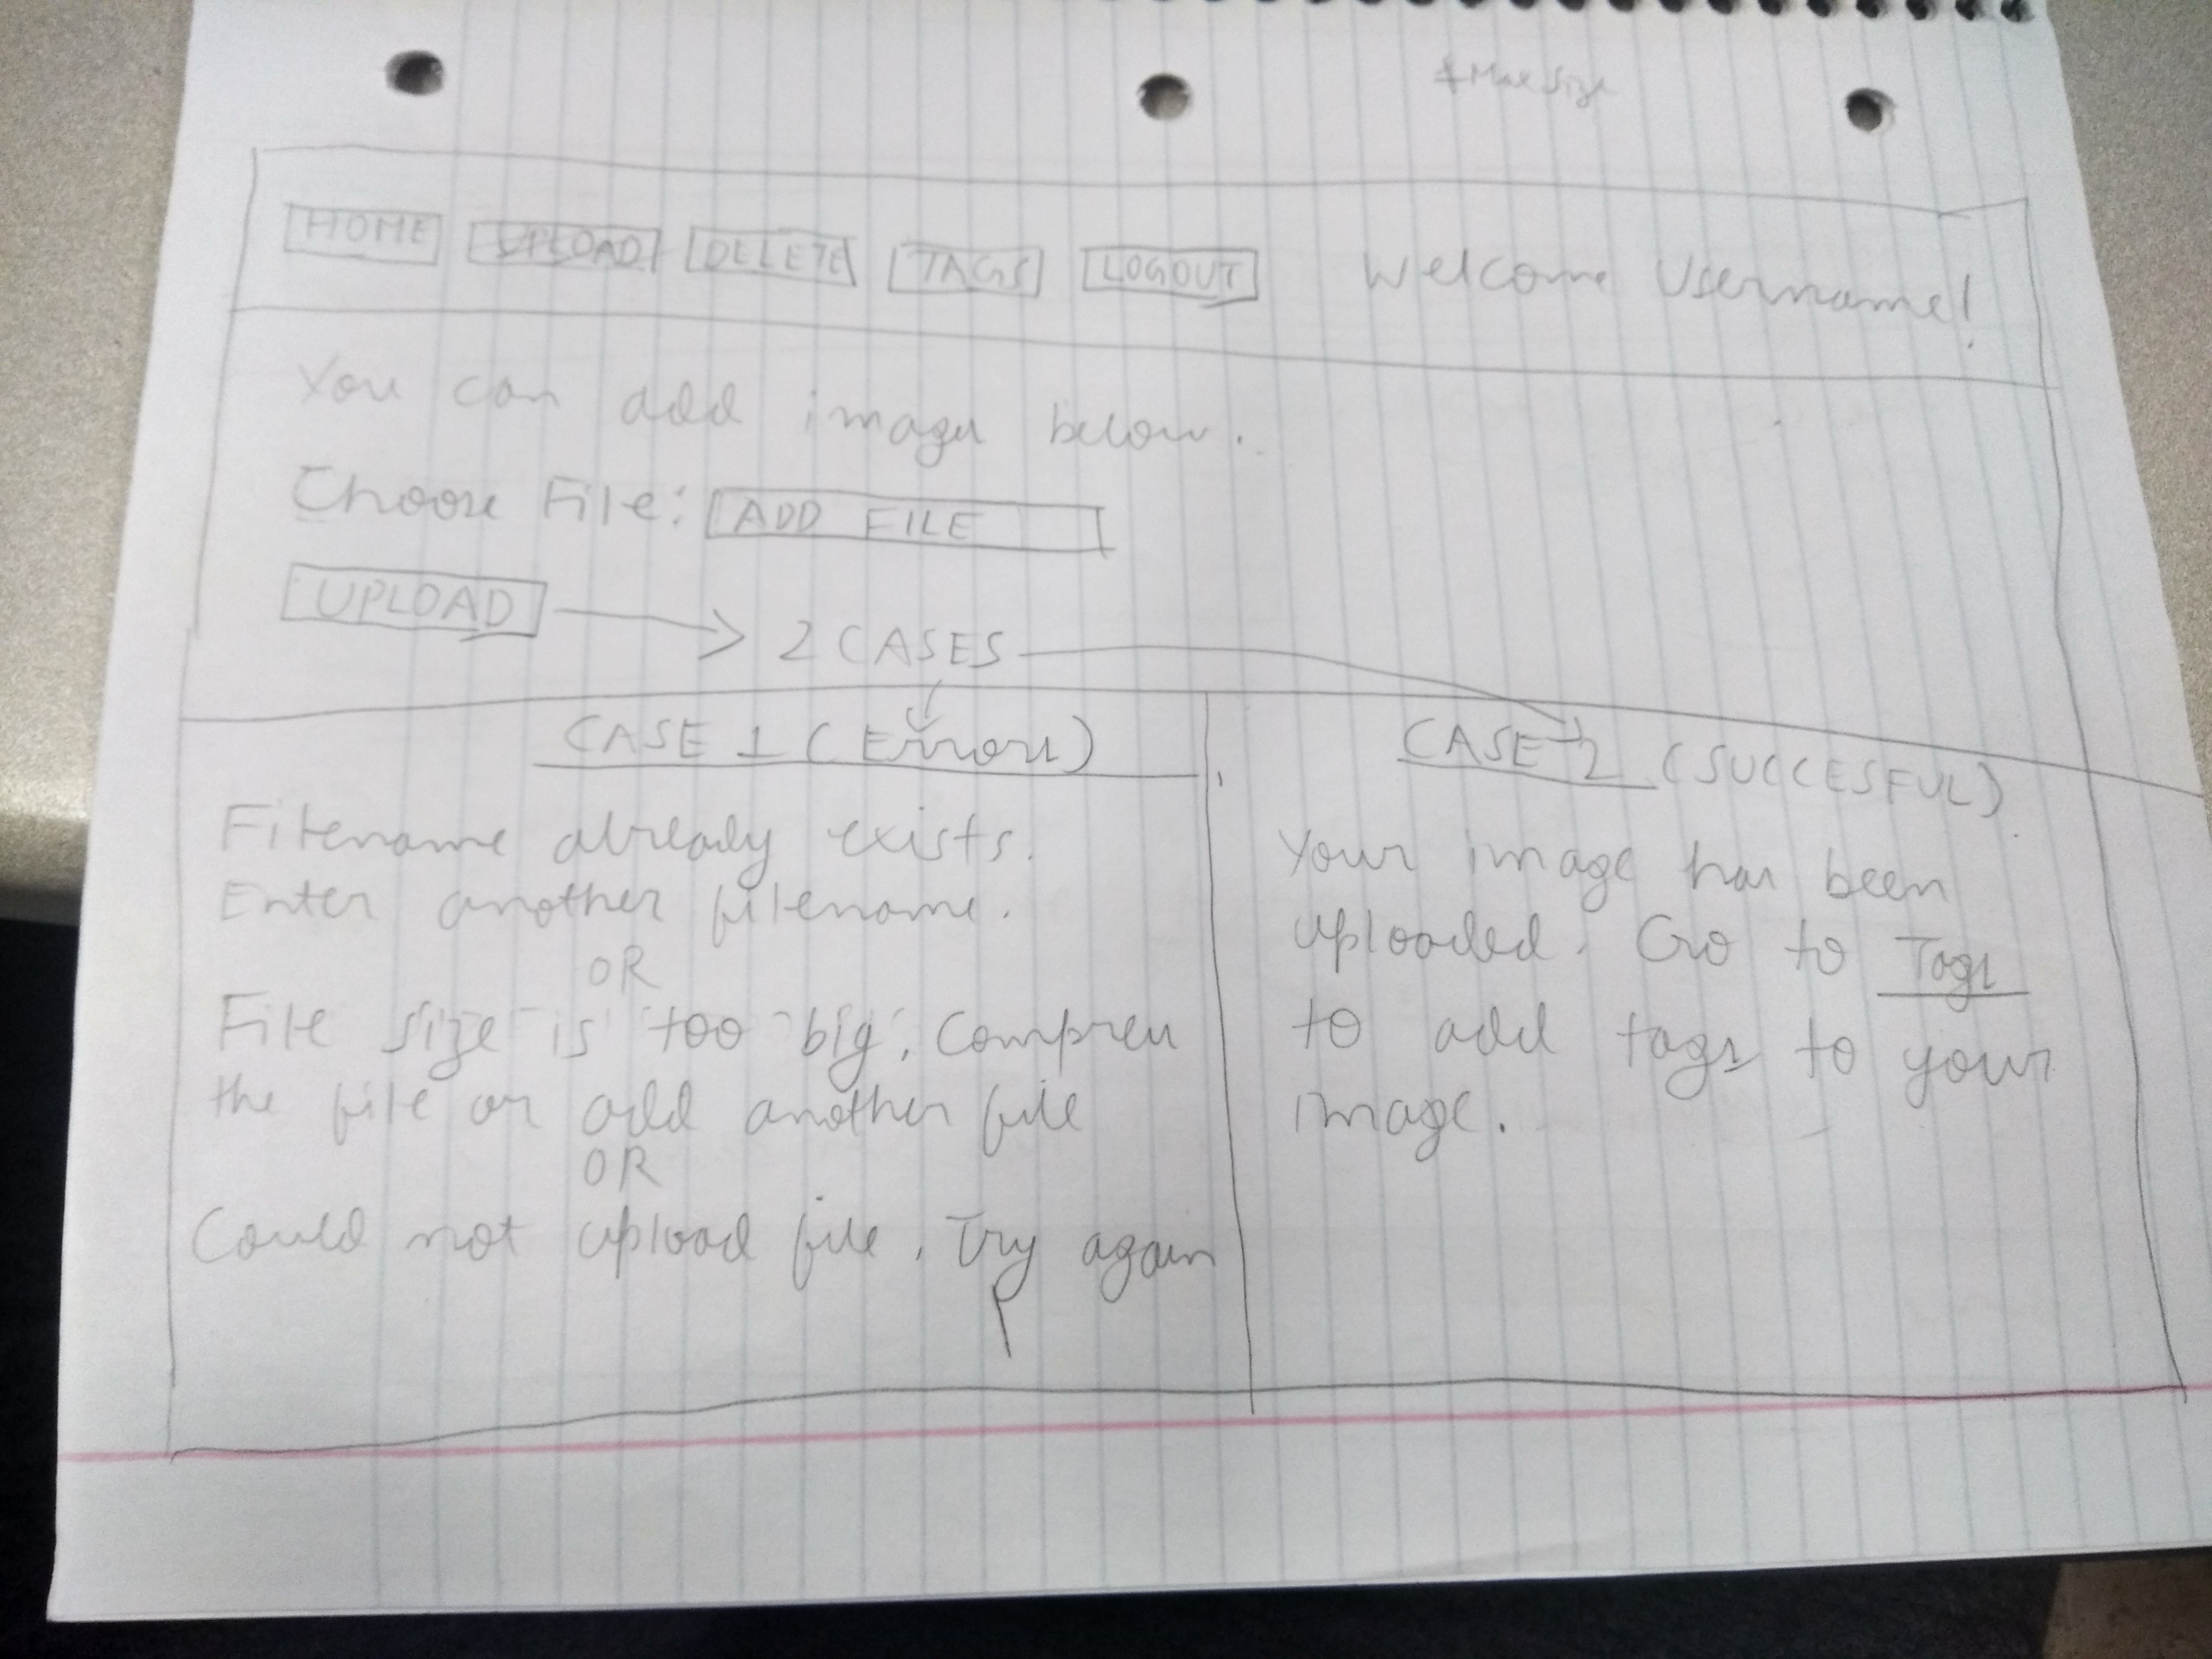 Max Size
HOME UPLOAD DELETE TAGS LOGOUT Welcome Username!
You can add images below.
Choose File: ADD FILE
UPLOAD → 2 CASES
CASE 1 (Errors)
Filename already exists.
Enter another filename.
OR
File size is too big. Compress
the file or add another file
OR
Could not upload file. Try again
CASE 2 (SUCCESFUL)
Your image has been
uploaded. Go to Tags
to add tags to your
image.